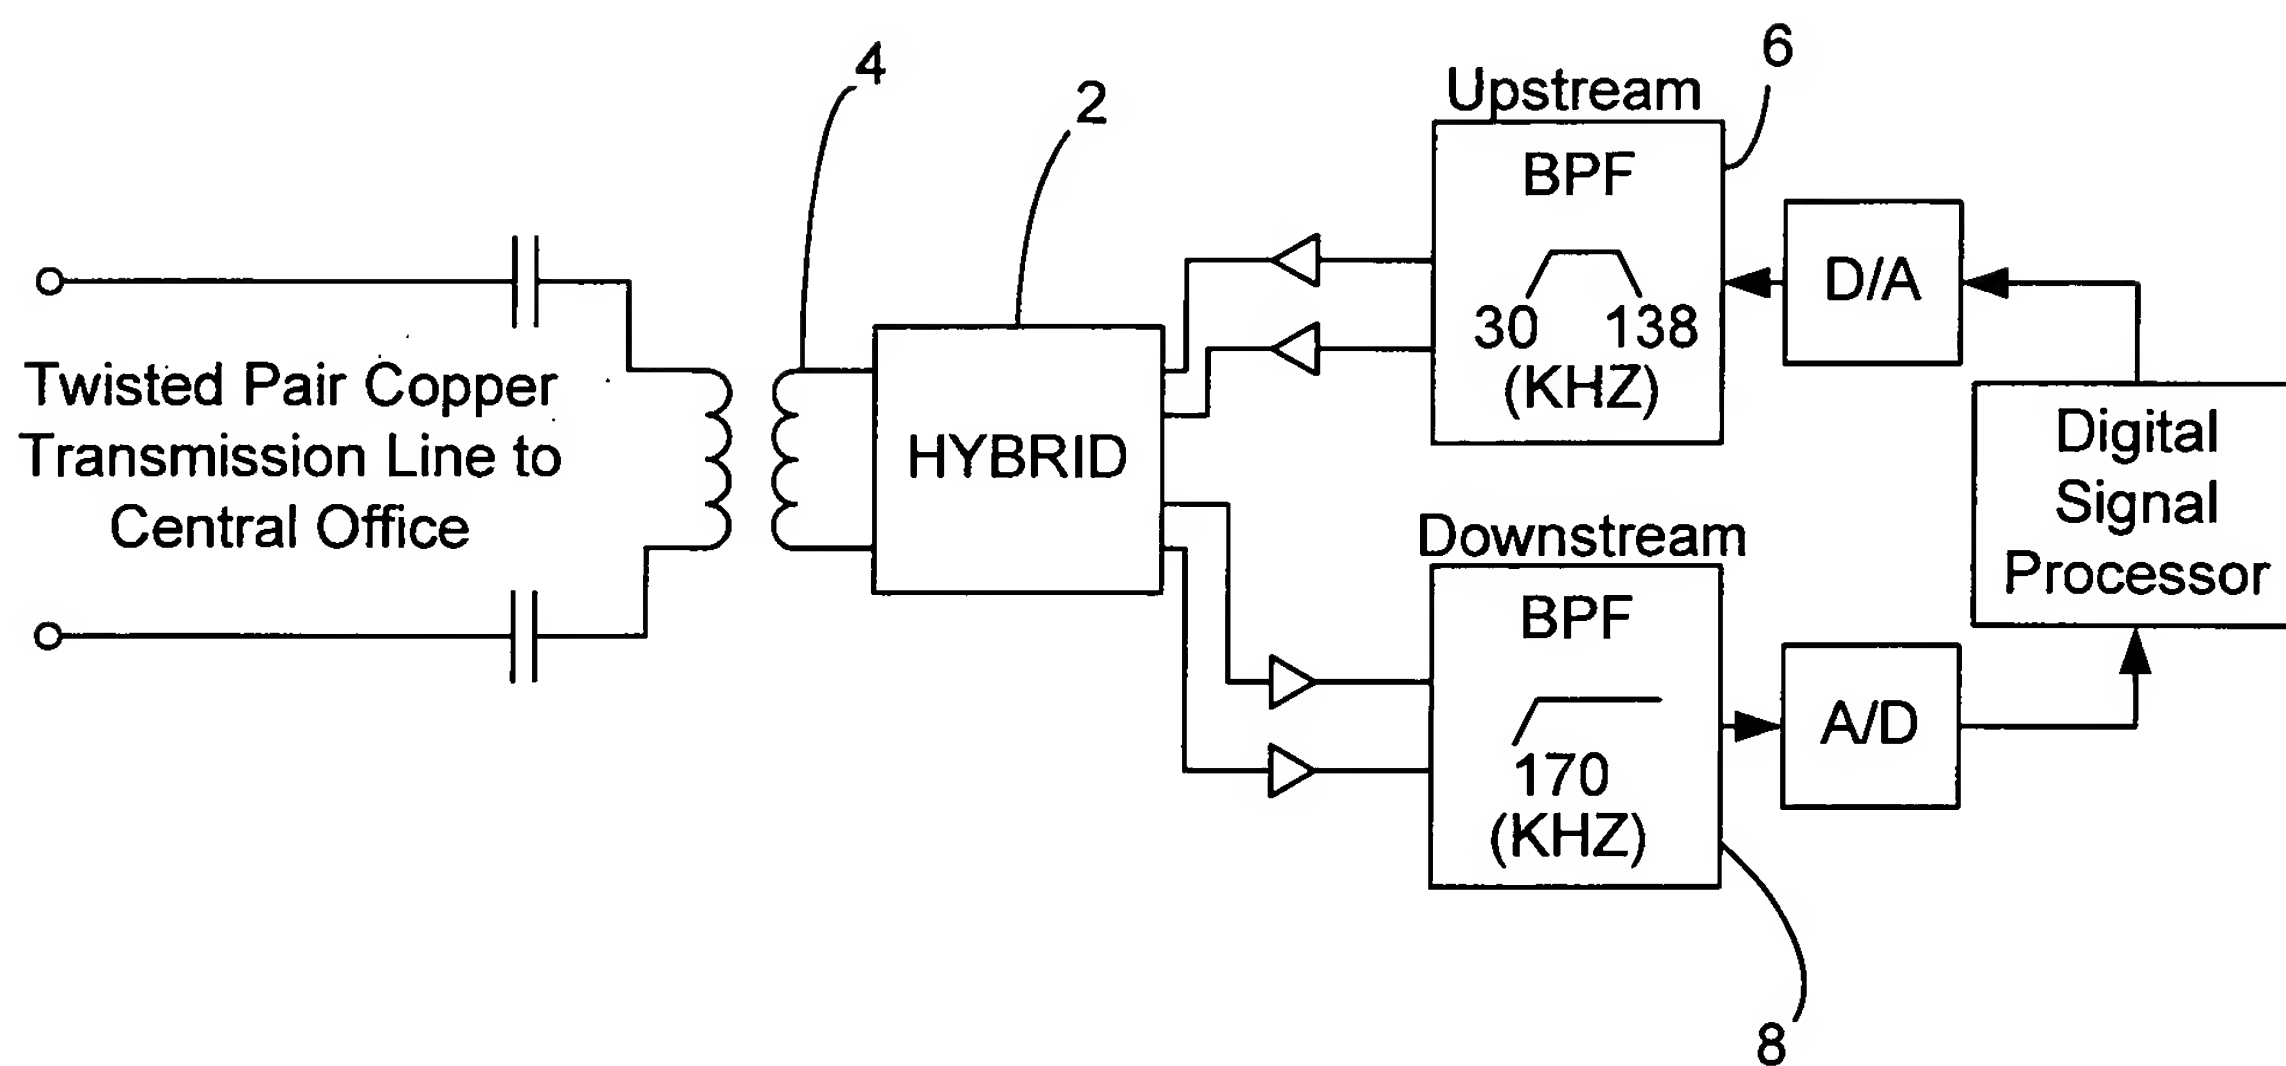 4
2
6
Upstream
BPF
30 138
(KHZ)
D/A
Twisted Pair Copper
Transmission Line to
Central Office
HYBRID
Digital
Signal
Processor
Downstream
BPF
170
(KHZ)
A/D
8